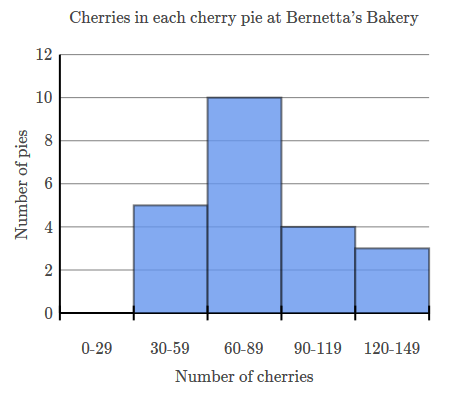 Cherries in each cherry pie at Bernetta's Bakery
12
10
8
6
4
2
0
Number of pies
0-29 30-59 60-89 90-119 120-149
Number of cherries